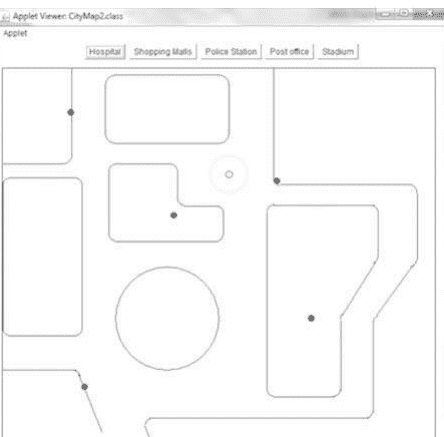 Applet Viewer: CityMap2.class
Applet
Hospital Shopping Malls Police Station Post office Stadium